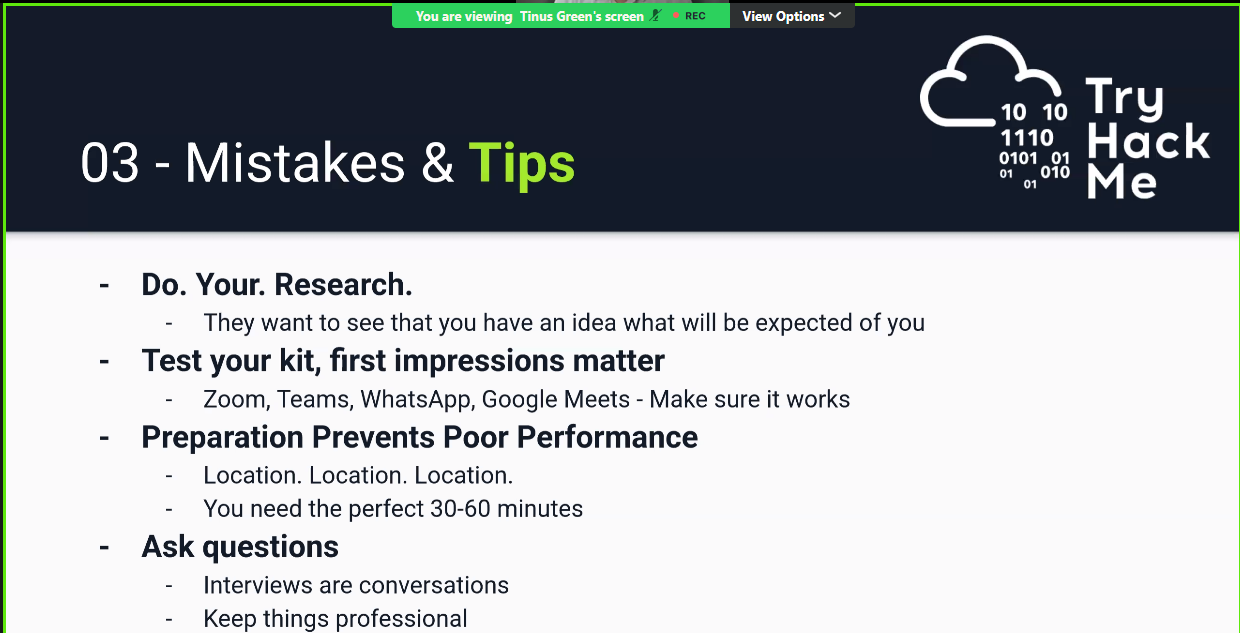 You are viewing Tinus Green's screen REC View Options
10 10
1110
0101 01
01 010
01
Try
Hack
Me
03 - Mistakes & Tips
- Do. Your. Research.
- They want to see that you have an idea what will be expected of you
- Test your kit, first impressions matter
- Zoom, Teams, WhatsApp, Google Meets - Make sure it works
- Preparation Prevents Poor Performance
- Location. Location. Location.
- You need the perfect 30-60 minutes
- Ask questions
- Interviews are conversations
- Keep things professional